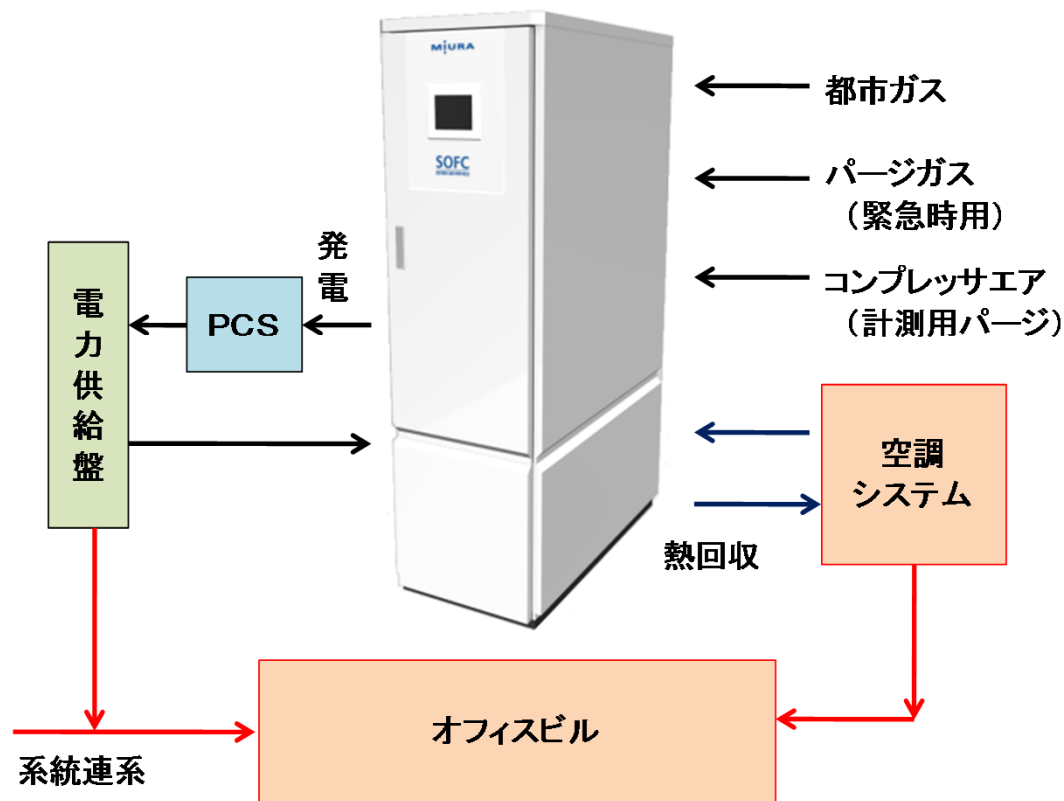 MIURA
SOFC
都市ガス
パージガス
（緊急時用）
コンプレッサエア
（計測用パージ）
発電
PCS
電力供給盤
空調
システム
熱回収
オフィスビル
系統連系